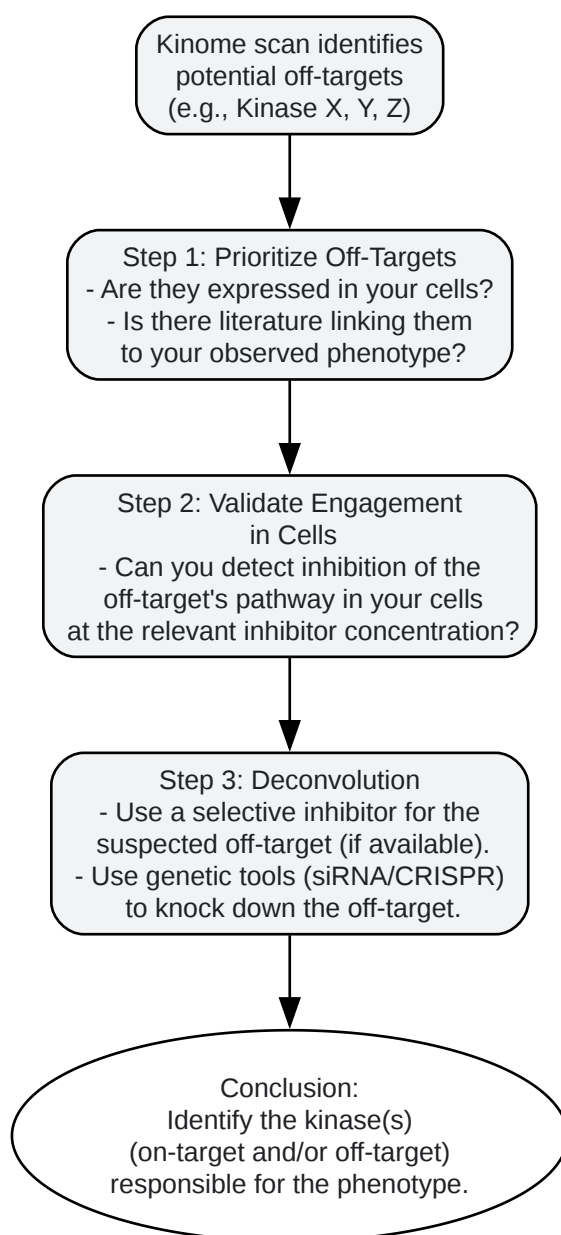 Kinome scan identifies
potential off-targets
(e.g., Kinase X, Y, Z)
Step 1: Prioritize Off-Targets
- Are they expressed in your cells?
- Is there literature linking them
to your observed phenotype?
Step 2: Validate Engagement
in Cells
- Can you detect inhibition of the
off-target's pathway in your cells
at the relevant inhibitor concentration?
Step 3: Deconvolution
- Use a selective inhibitor for the
suspected off-target (if available).
- Use genetic tools (siRNA/CRISPR)
to knock down the off-target.
Conclusion:
Identify the kinase(s)
(on-target and/or off-target)
responsible for the phenotype.